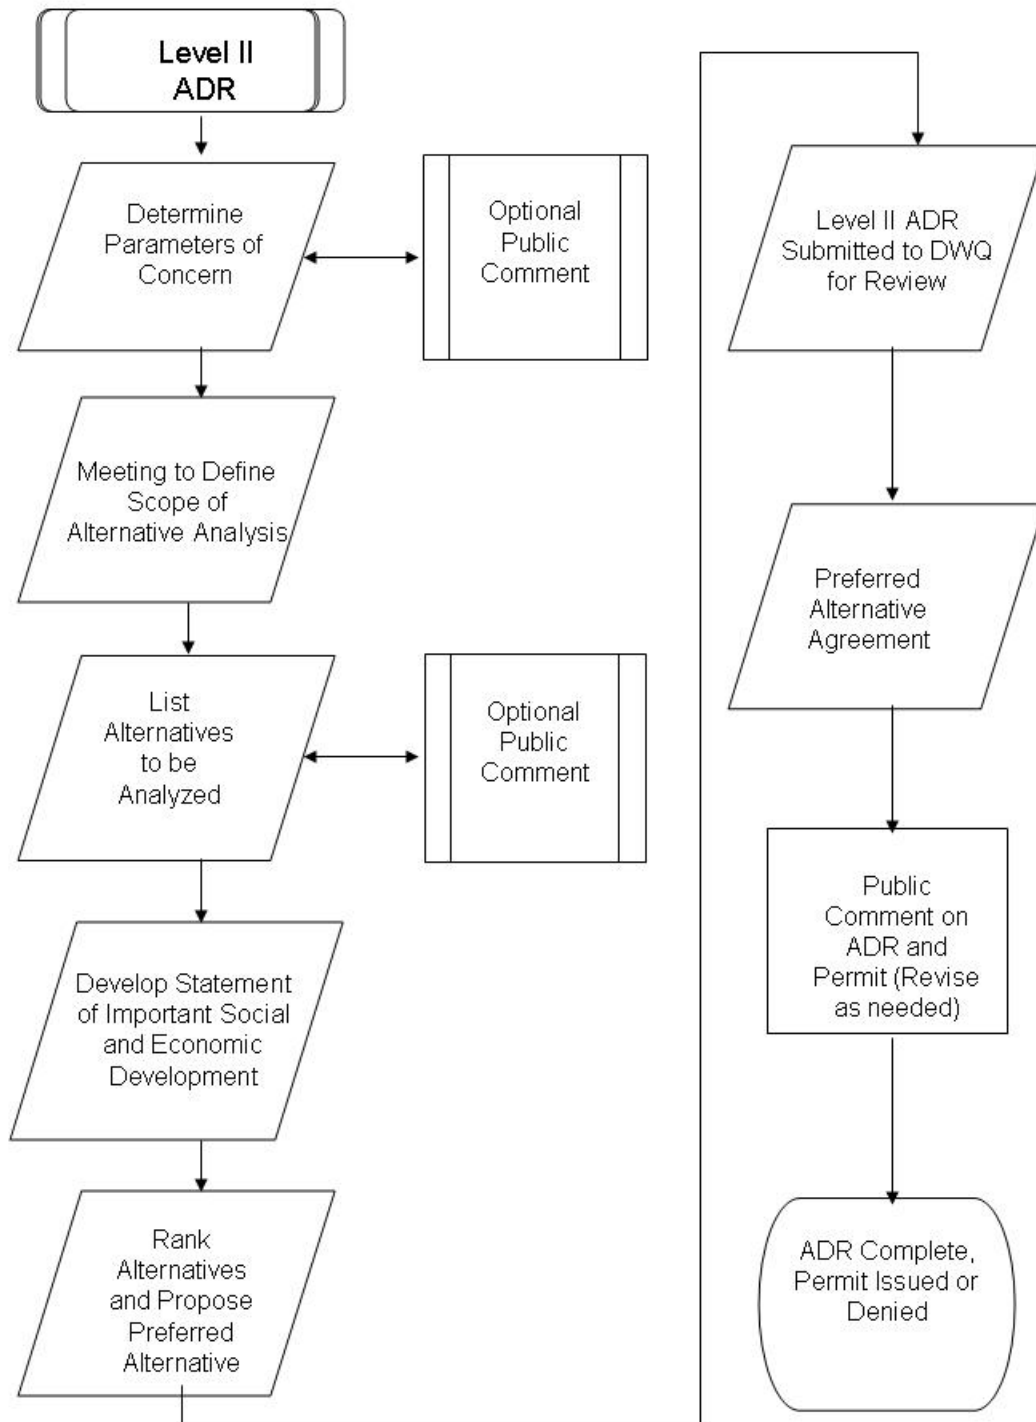 Level II
ADR
Determine
Parameters of
Concern
Optional
Public
Comment
Meeting to Define
Scope of
Alternative Analysis
List
Alternatives
to be
Analyzed
Optional
Public
Comment
Develop Statement
of Important Social
and Economic
Development
Rank
Alternatives
and Propose
Preferred
Alternative
Level II ADR
Submitted to DWQ
for Review
Preferred
Alternative
Agreement
Public
Comment on
ADR and
Permit (Revise
as needed)
ADR Complete,
Permit Issued or
Denied